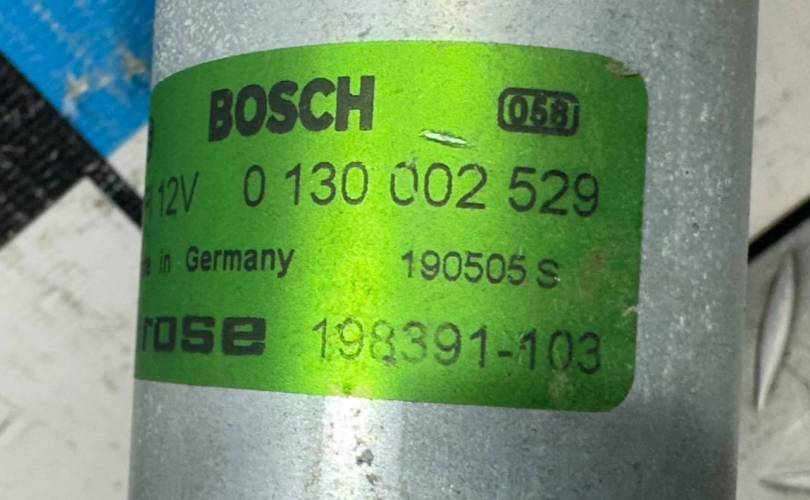 BOSCH 058
12V 0 130 002 529
in Germany 190505 S
rose 198391-103